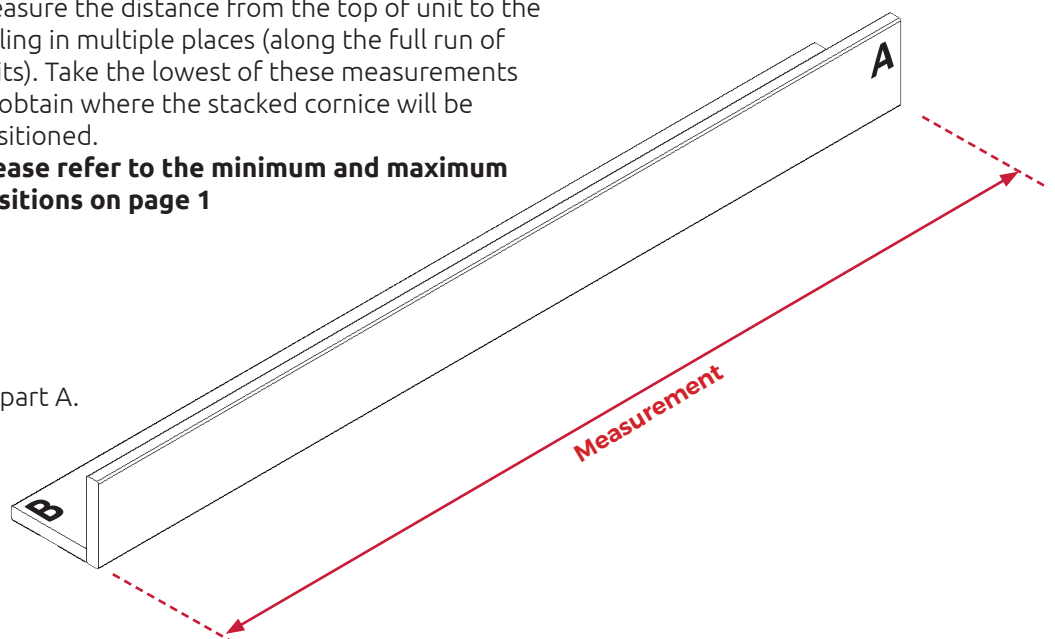 easure the distance from the top of unit to the
ling in multiple places (along the full run of
its). Take the lowest of these measurements
obtain where the stacked cornice will be
sitioned.
ease refer to the minimum and maximum
sitions on page 1
A
part A.
Measurement
B